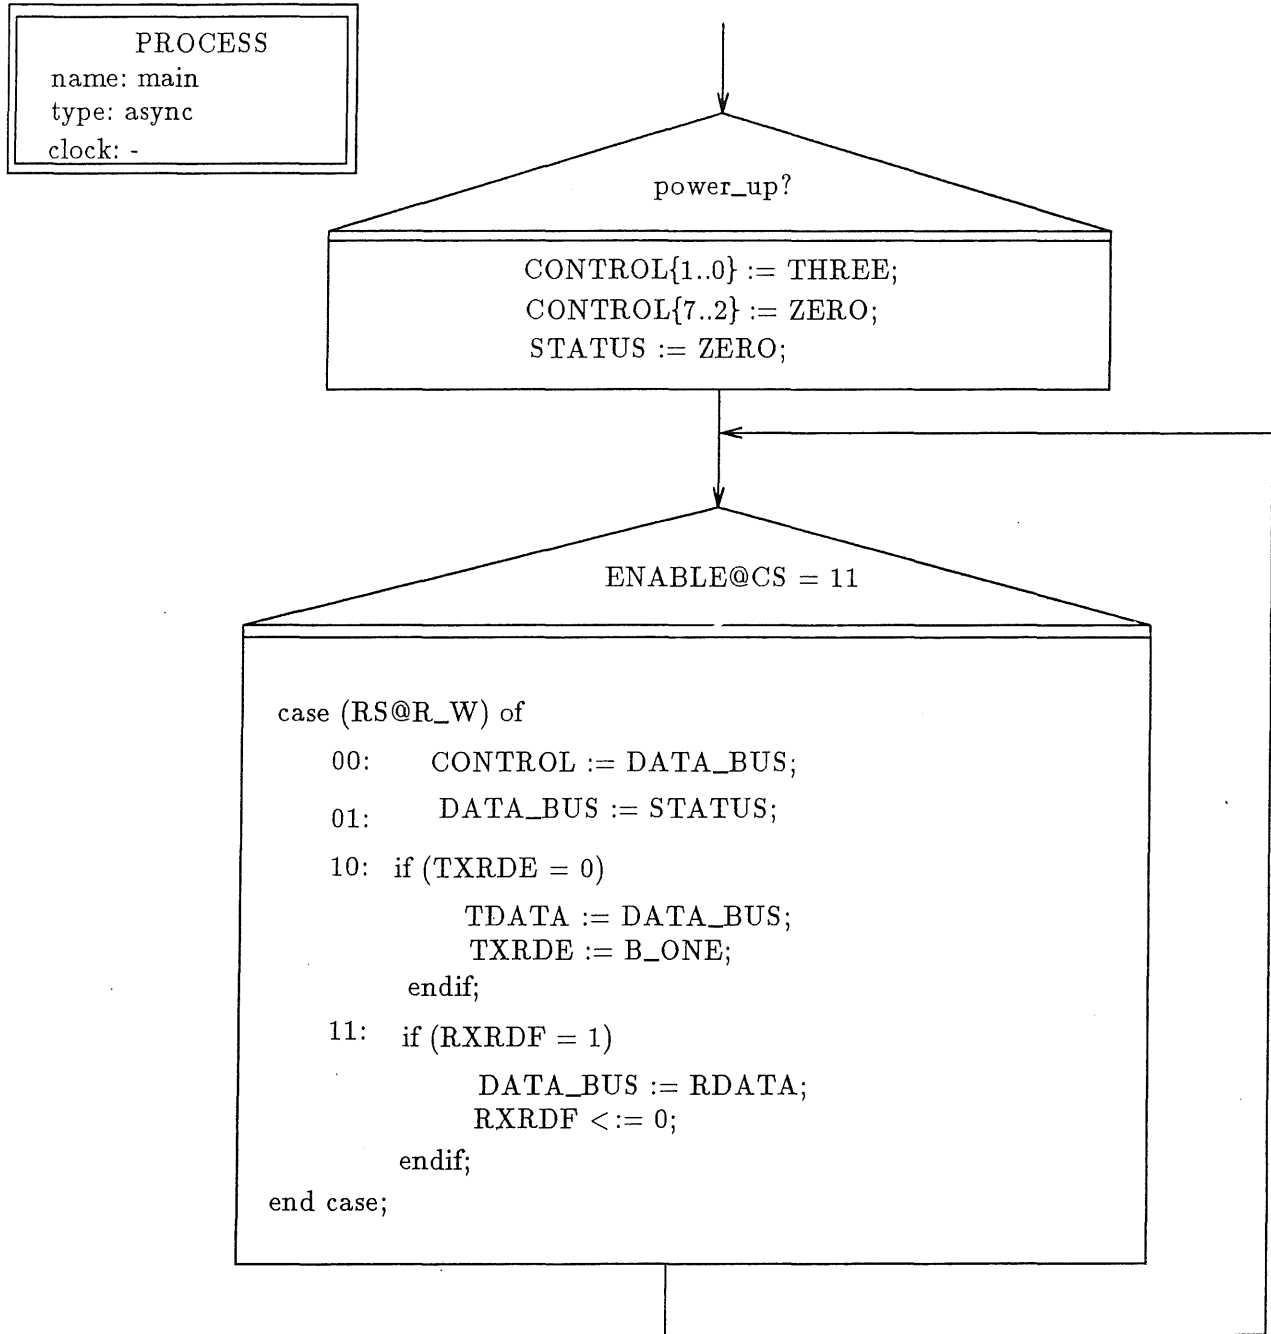 PROCESS
name: main
type: async
clock: -
power_up?
CONTROL{1..0} := THREE;
CONTROL{7..2} := ZERO;
STATUS := ZERO;
ENABLE@CS = 11
case (RS@R_W) of
00: CONTROL := DATA_BUS;
01: DATA_BUS := STATUS;
10: if (TXRDE = 0)
TDATA := DATA_BUS;
TXRDE := B_ONE;
endif;
11: if (RXRDF = 1)
DATA_BUS := RDATA;
RXRDF <:= 0;
endif;
end case;